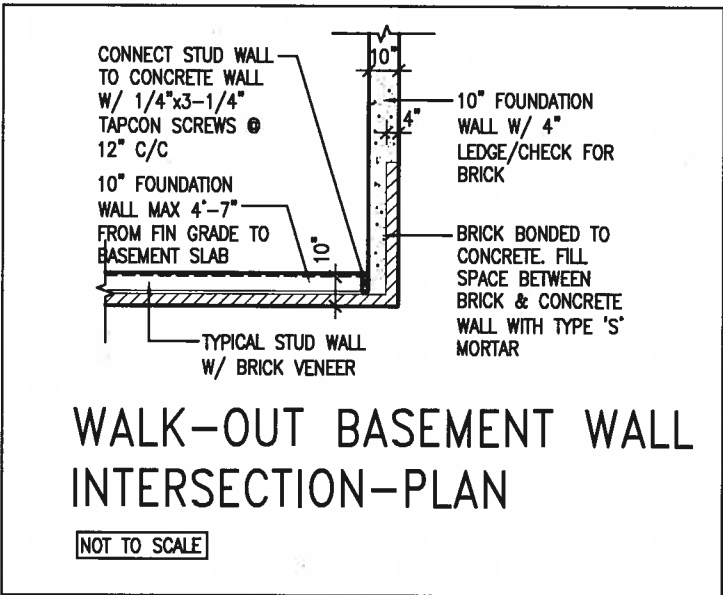 CONNECT STUD WALL
TO CONCRETE WALL
W/ 1/4"x3-1/4"
TAPCON SCREWS @
12" C/C
10" FOUNDATION
WALL MAX 4'-7"
FROM FIN GRADE TO
BASEMENT SLAB
10"
10"
4"
10" FOUNDATION
WALL W/ 4"
LEDGE/CHECK FOR
BRICK
BRICK BONDED TO
CONCRETE. FILL
SPACE BETWEEN
BRICK & CONCRETE
WALL WITH TYPE 'S'
MORTAR
TYPICAL STUD WALL
W/ BRICK VENEER
WALK-OUT BASEMENT WALL
INTERSECTION-PLAN
NOT TO SCALE